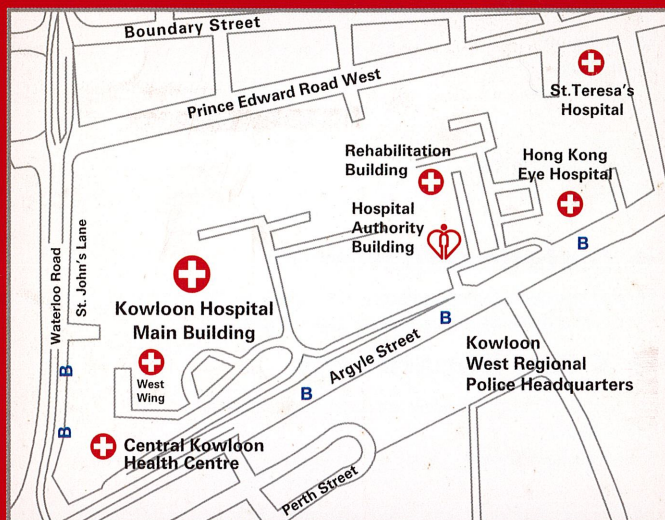 Boundary Street
Prince Edward Road West
St.Teresa's
Hospital
Rehabilitation
Building
Hong Kong
Eye Hospital
Hospital
Authority
Building
B
Waterloo Road
St. John's Lane
Kowloon Hospital
Main Building
B
Argyle Street
Kowloon
West Regional
Police Headquarters
West
Wing
B
B
B
Central Kowloon
Health Centre
Perth Street